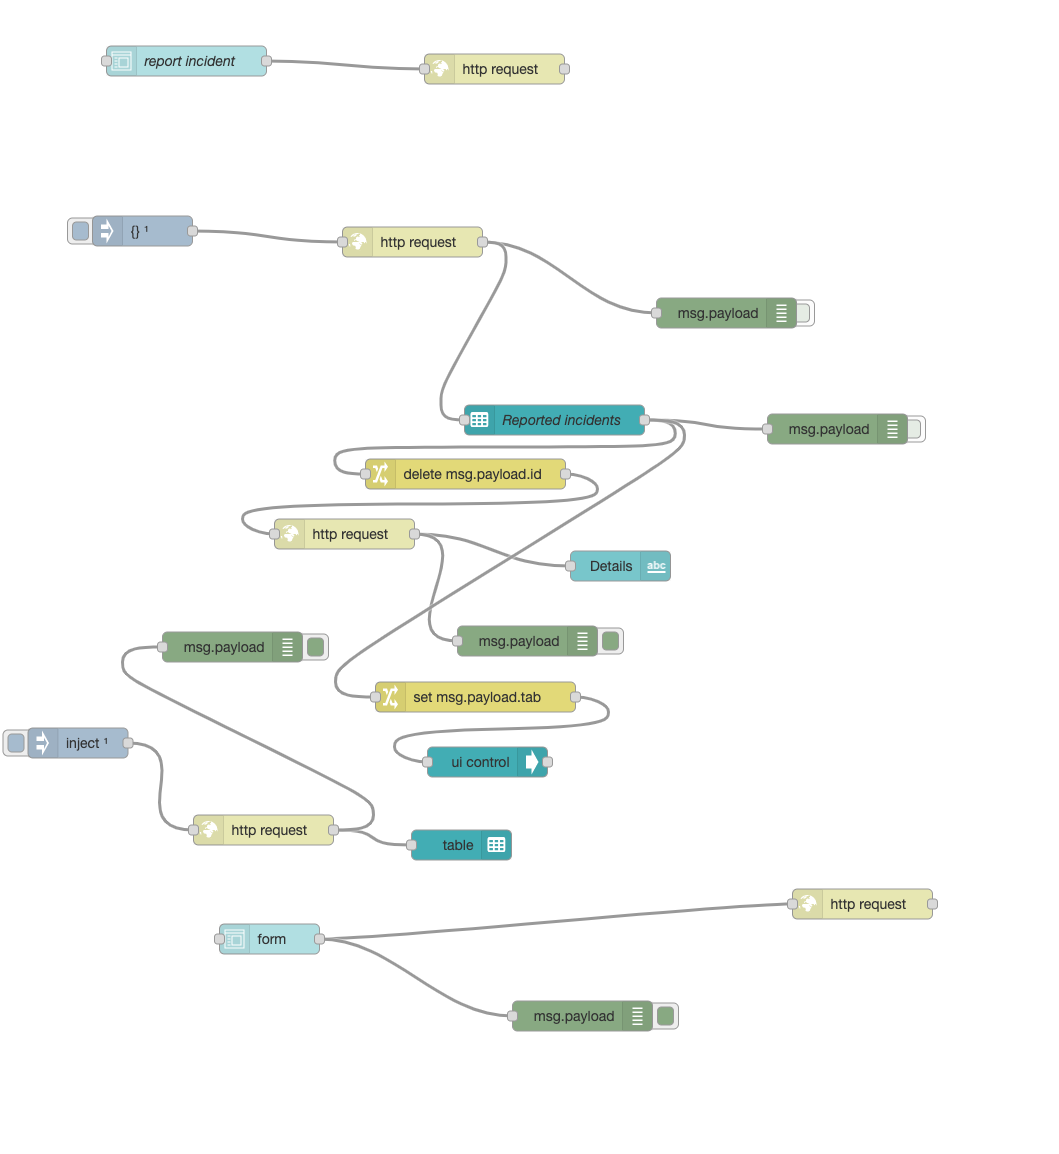 report incident
http request
{} ¹
http request
msg.payload
Reported incidents
msg.payload
delete msg.payload.id
http request
Details
abc
msg.payload
msg.payload
set msg.payload.tab
inject ¹
ui control
http request
table
http request
form
msg.payload